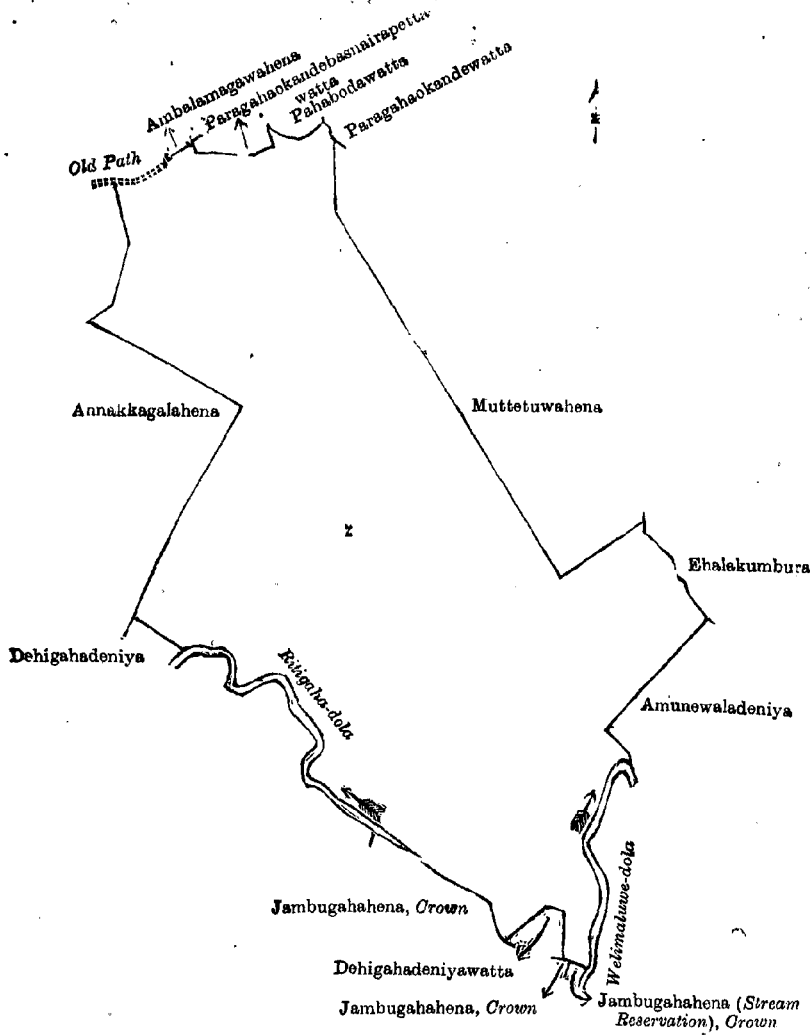 Ambalamagawahena
Paragahaokandebasnairapetta
watta
Pahabodawatta
Paragahaokandewatta
Old Path
N
Annakkagalahena
Muttetuwahena
Z
Ehalakumbura
Dehigahadeniya
Ritigaha-dola
Amunewaladeniya
Welimaluwe-dola
Jambugahahena, Crown
Dehigahadeniyawatta
Jambugahahena, Crown
Jambugahahena (Stream
Reservation), Crown